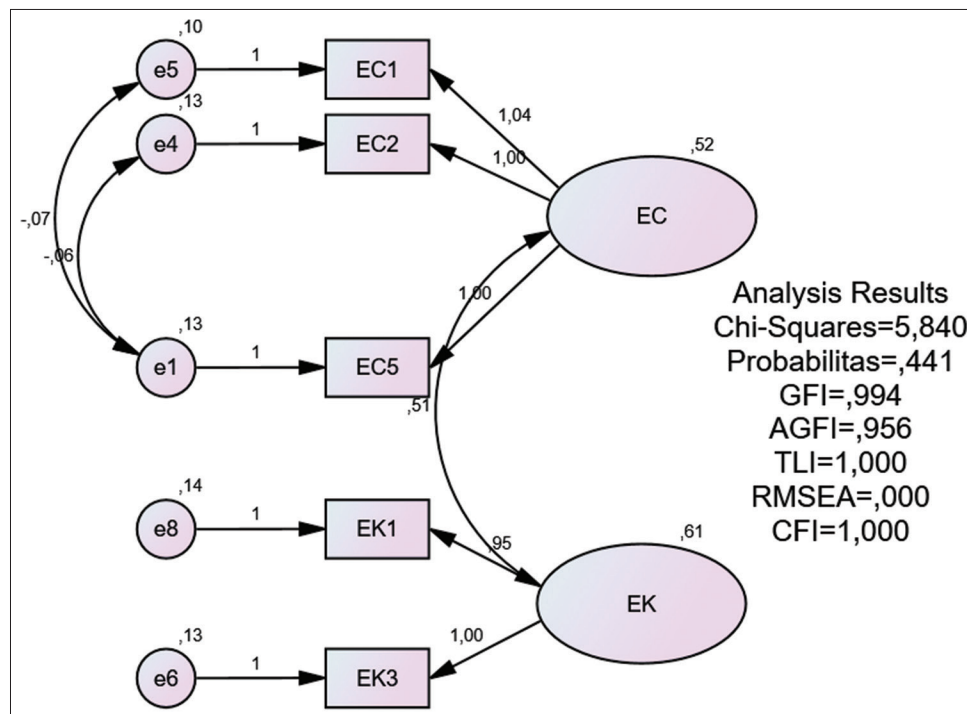 ,10
e5
1
EC1
,13
e4
1
EC2
1,04
1,00
,52
EC
-,07
-,06
1,00
,13
e1
1
EC5
,51
,14
e8
1
EK1
,95
,61
EK
,13
e6
1
EK3
1,00
Analysis Results
Chi-Squares=5,840
Probabilitas=,441
GFI=,994
AGFI=,956
TLI=1,000
RMSEA=,000
CFI=1,000